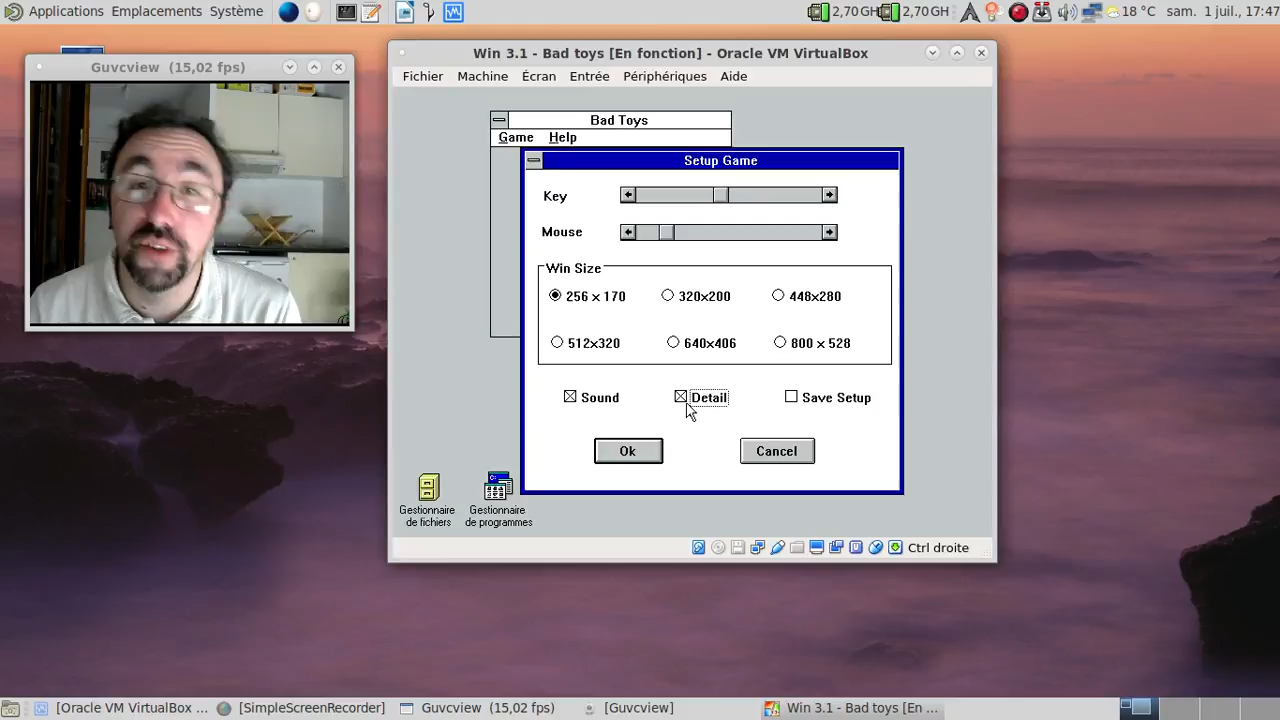 Applications Emplacements Système 2,70 GH 2,70 GH 18 °C sam. 1 juil., 17:47
Guvcview (15,02 fps)
Win 3.1 - Bad toys [En fonction] - Oracle VM VirtualBox
Fichier Machine Écran Entrée Périphériques Aide
Bad Toys
Game Help
Setup Game
Key
Mouse
Win Size
256 x 170 320x200 448x280
512x320 640x406 800 x 528
Sound Detail Save Setup
Ok Cancel
Gestionnaire de fichiers
Gestionnaire de programmes
Ctrl droite
[Oracle VM VirtualBox ... [SimpleScreenRecorder] Guvcview (15,02 fps) [Guvcview] Win 3.1 - Bad toys [En ...